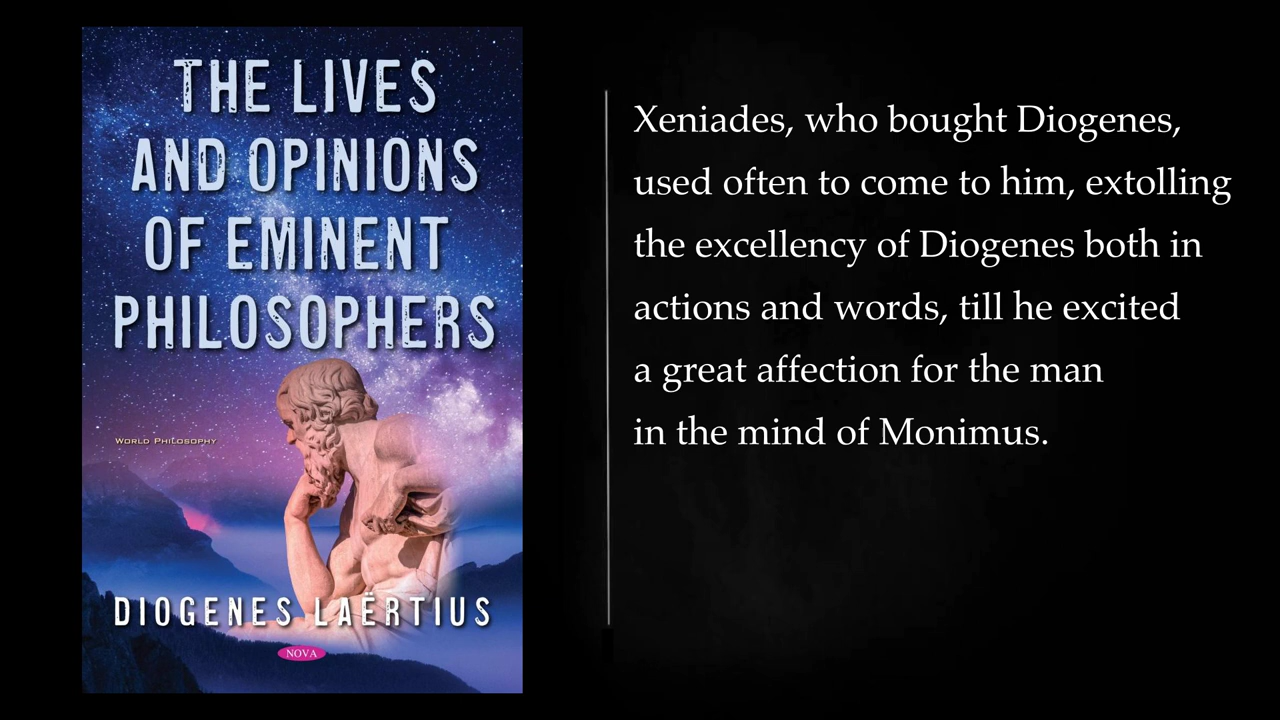 THE LIVES
AND OPINIONS
OF EMINENT
PHILOSOPHERS
WORLD PHILOSOPHY
DIOGENES LAËRTIUS
NOVA
Xeniades, who bought Diogenes,
used often to come to him, extolling
the excellency of Diogenes both in
actions and words, till he excited
a great affection for the man
in the mind of Monimus.